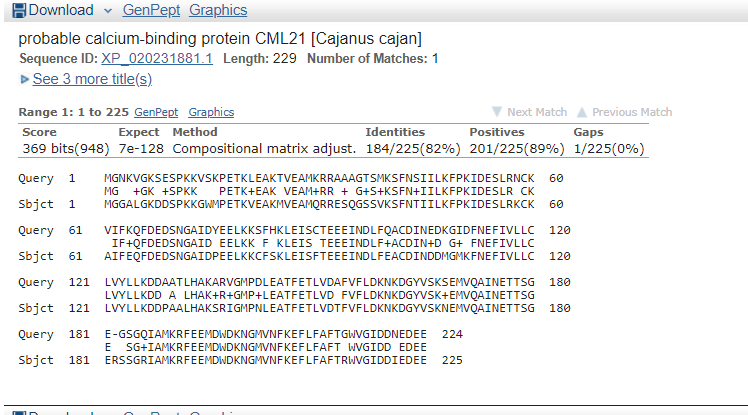 Download GenPept Graphics
probable calcium-binding protein CML21 [Cajanus cajan]
Sequence ID: XP_020231881.1 Length: 229 Number of Matches: 1
See 3 more title(s)
Range 1: 1 to 225 GenPept Graphics Next Match Previous Match
Score Expect Method Identities Positives Gaps
369 bits(948) 7e-128 Compositional matrix adjust. 184/225(82%) 201/225(89%) 1/225(0%)
Query 1 MGNKVGKSESPKKVSKPETKLEAKTVEAMKRRAAAGTSMKSFNSIILKFPKIDESLRNCK 60
MG ++GK +SPKK PETK+EAK VEAM+RR + G+S+KSFN+IILKFPKIDESLR CK
Sbjct 1 MGGALGKDDSPKKGWMPETKVEAKMVEAMQRRESQGSSVKSFNTIILKFPKIDESLRKCK 60
Query 61 VIFKQFDEDSNGAIDYEELKKSFHKLEISCTEEEINDLFQACDINEDKGIDFNEFIVLLC 120
IF+QFDEDSNGAID EELKK F KLEIS TEEEINDLF+ACDIN+D G+ FNEFIVLLC
Sbjct 61 AIFEQFDEDSNGAIDPEELKKCFSKLEISFTEEEINDLFEACDINDDMGMKFNEFIVLLC 120
Query 121 LVYLLKDDAATLHAKARVGMPDLEATFETLVDAFVFLDKNKDGYVSKSEMVQAINETTSG 180
LVYLLKDD A LHAK+R+GMP+LEATFETLVD FVFLDKNKDGYVSK+EMVQAINETTSG
Sbjct 121 LVYLLKDDPAALHAKSRIGMPNLEATFETLVDTFVFLDKNKDGYVSKNEMVQAINETTSG 180
Query 181 E-GSGQIAMKRFEEMDWDKNGMVNFKEFLFAFTGWVGIDDNEDEE 224
E SG+IAMKRFEEMDWDKNGMVNFKEFLFAFT WVGIDD EDEE
Sbjct 181 ERSSGRIAMKRFEEMDWDKNGMVNFKEFLFAFTRWVGIDDIEDEE 225